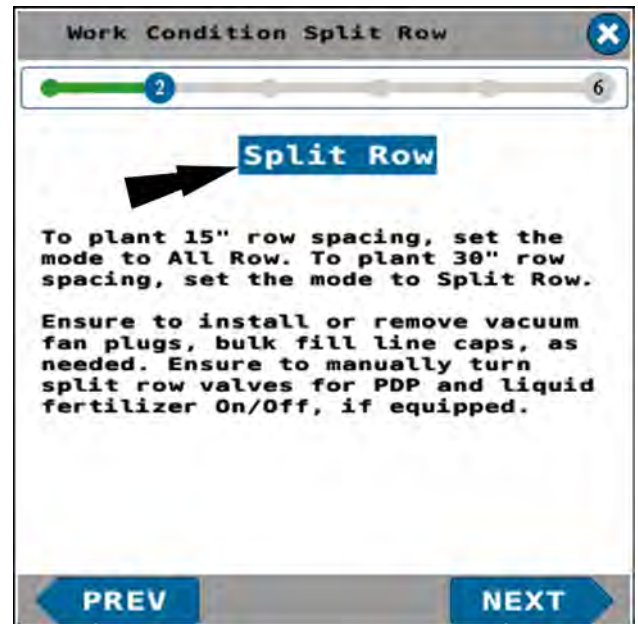 Work Condition Split Row
2
6
Split Row
To plant 15" row spacing, set the
mode to All Row. To plant 30" row
spacing, set the mode to Split Row.
Ensure to install or remove vacuum
fan plugs, bulk fill line caps, as
needed. Ensure to manually turn
split row valves for PDP and liquid
fertilizer On/Off, if equipped.
PREV
NEXT